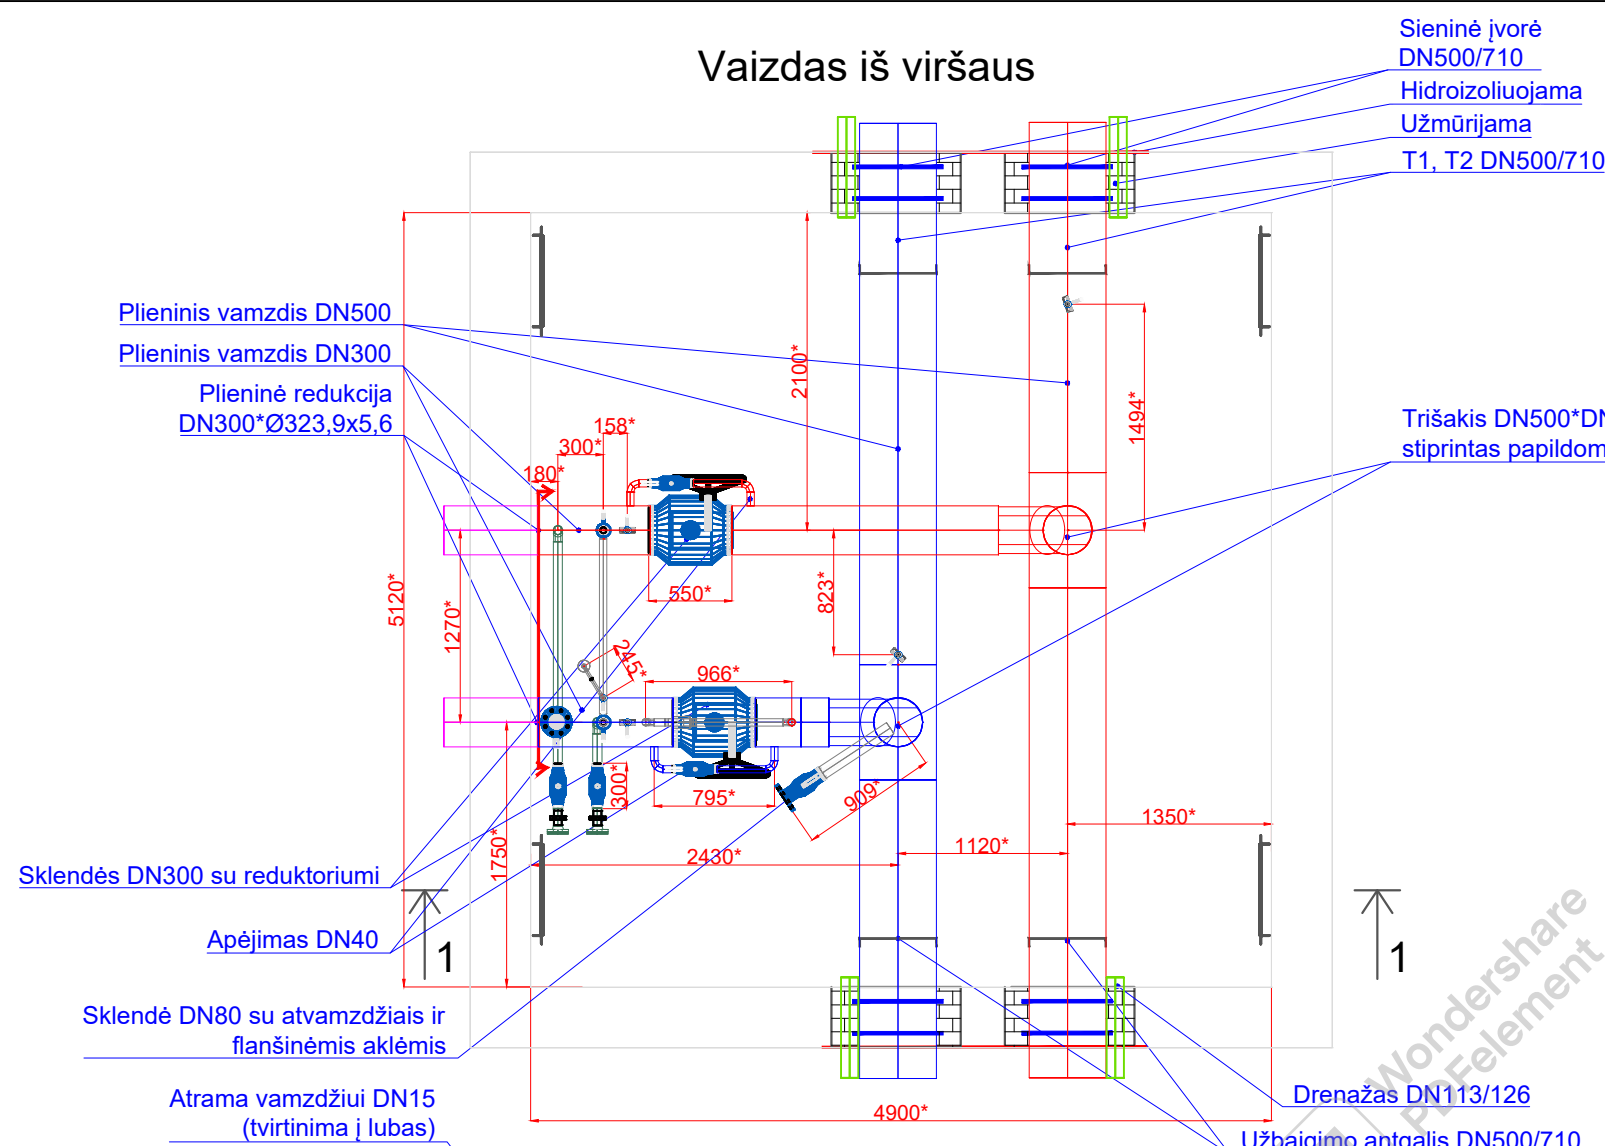 Vaizdas iš viršaus
Sieninė įvorė
DN500/710
Hidroizoliuojama
Užmūrijama
T1, T2 DN500/710
Plieninis vamzdis DN500
Plieninis vamzdis DN300
Plieninė redukcija
DN300*Ø323,9x5,6
Trišakis DN500*DN
stiprintas papildom
2100*
1494*
158*
300*
180*
550*
823*
5120*
1270*
245*
966*
300*
795*
909*
1350*
1120*
2430*
1750*
Sklendės DN300 su reduktoriumi
Apėjimas DN40
1
1
Sklendė DN80 su atvamzdžiais ir
flanšinėmis aklėmis
Atrama vamzdžiui DN15
(tvirtinima į lubas)
4900*
Drenažas DN113/126
Užbaigimo antgalis DN500/710
Wondershare
PDFelement